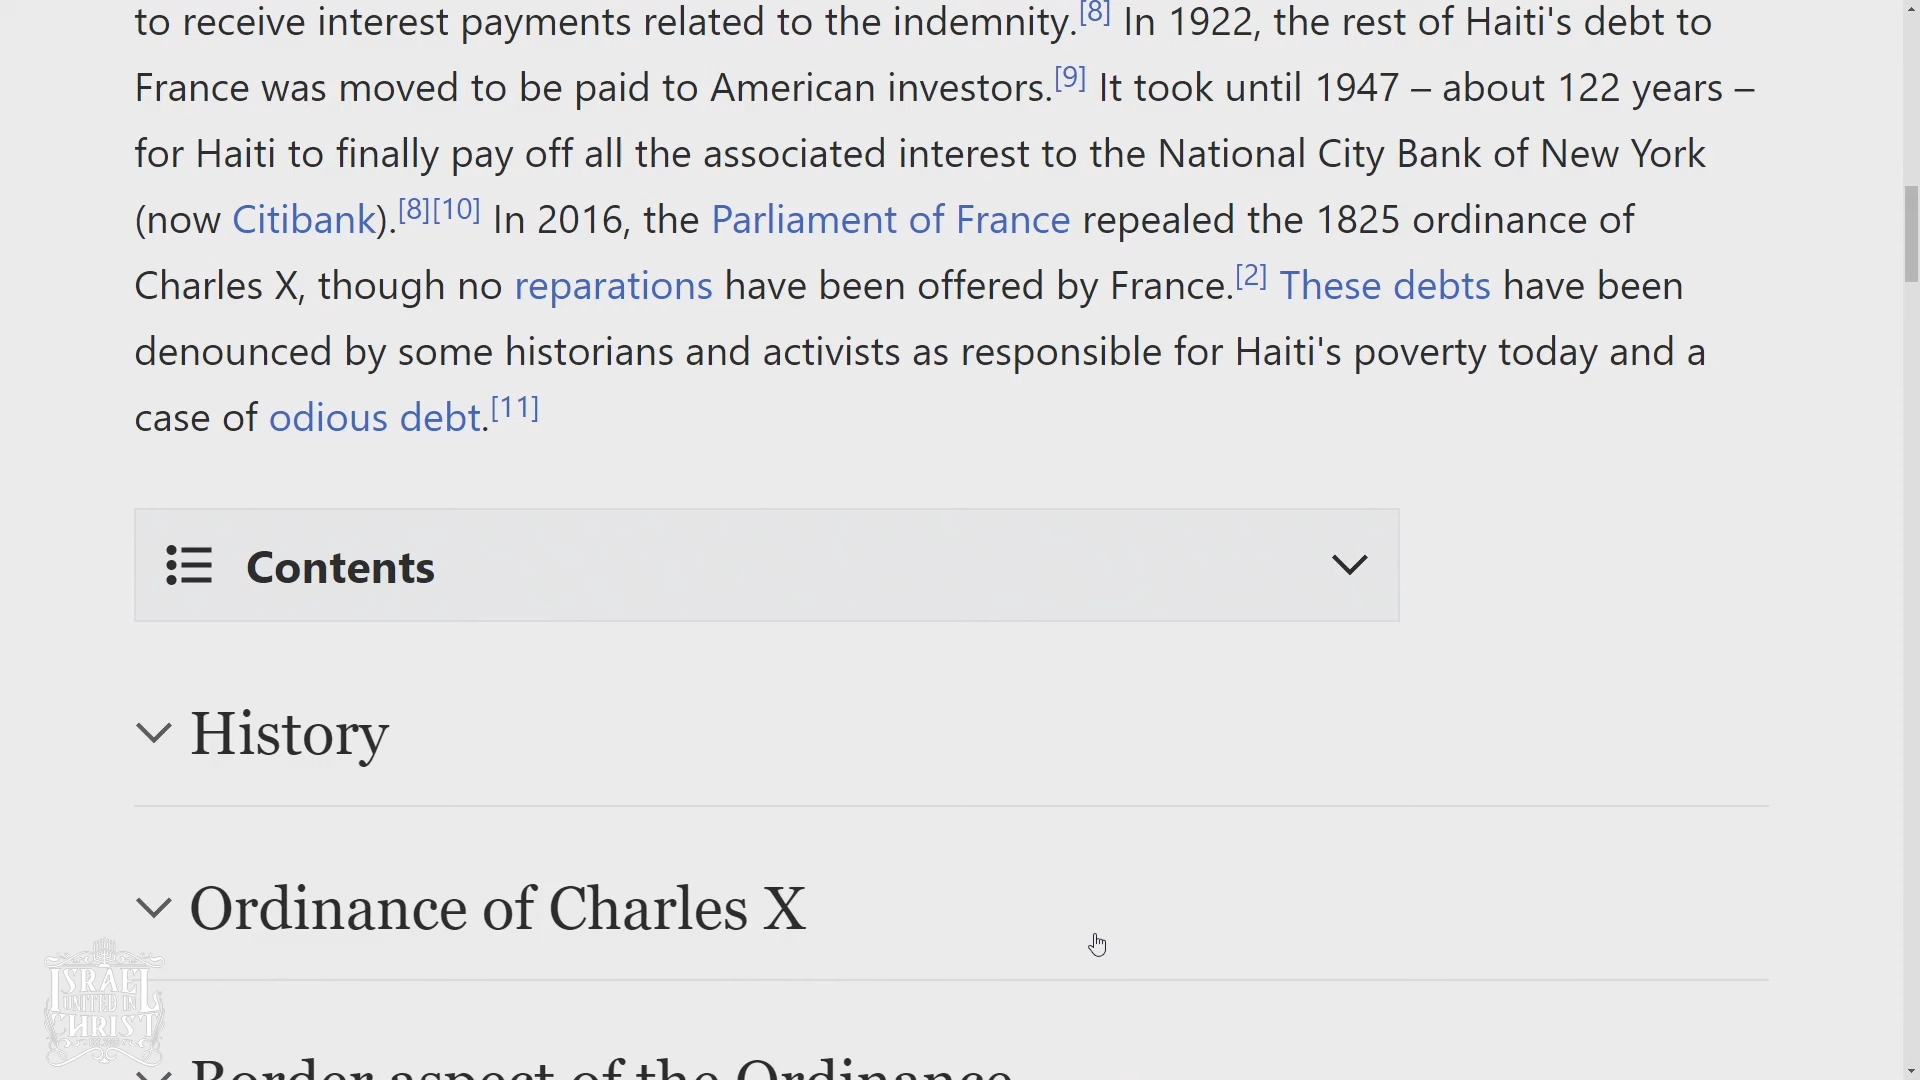 to receive interest payments related to the indemnity.[8] In 1922, the rest of Haiti's debt to
France was moved to be paid to American investors.[9] It took until 1947 – about 122 years –
for Haiti to finally pay off all the associated interest to the National City Bank of New York
(now Citibank).[8][10] In 2016, the Parliament of France repealed the 1825 ordinance of
Charles X, though no reparations have been offered by France.[2] These debts have been
denounced by some historians and activists as responsible for Haiti's poverty today and a
case of odious debt.[11]
Contents
History
Ordinance of Charles X
ISRAEL
UNITED IN
CHRIST
Border aspect of the Ordinance